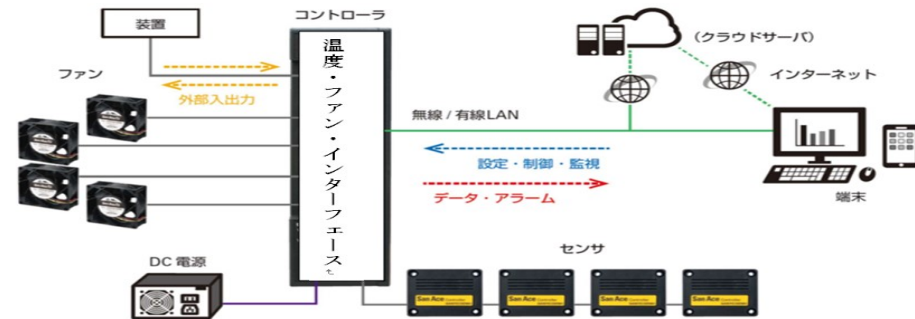 装置
コントローラ
ファン
外部入出力
温度・ファン・インターフェース
DC 電源
無線 / 有線LAN
設定・制御・監視
データ・アラーム
(クラウドサーバ)
インターネット
端末
センサ
San Ace Controller
San Ace Controller
San Ace Controller
San Ace Controller